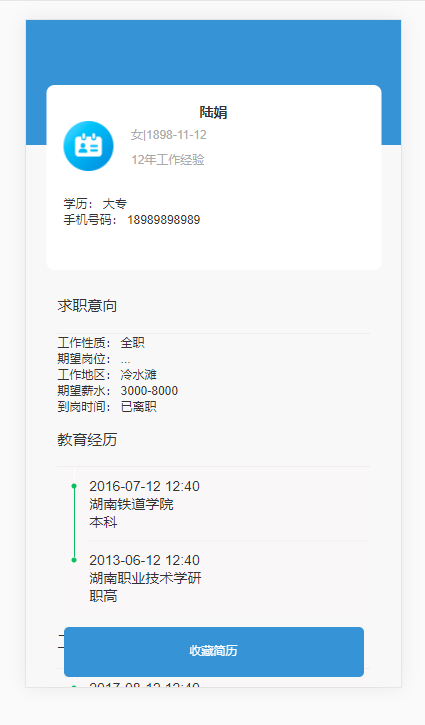 陆娟
女|1898-11-12
12年工作经验
学历： 大专
手机号码： 18989898989
求职意向
工作性质： 全职
期望岗位： ...
工作地区： 冷水滩
期望薪水： 3000-8000
到岗时间： 已离职
教育经历
2016-07-12 12:40
湖南铁道学院
本科
2013-06-12 12:40
湖南职业技术学研
职高
收藏简历
2017-08-12 12:40